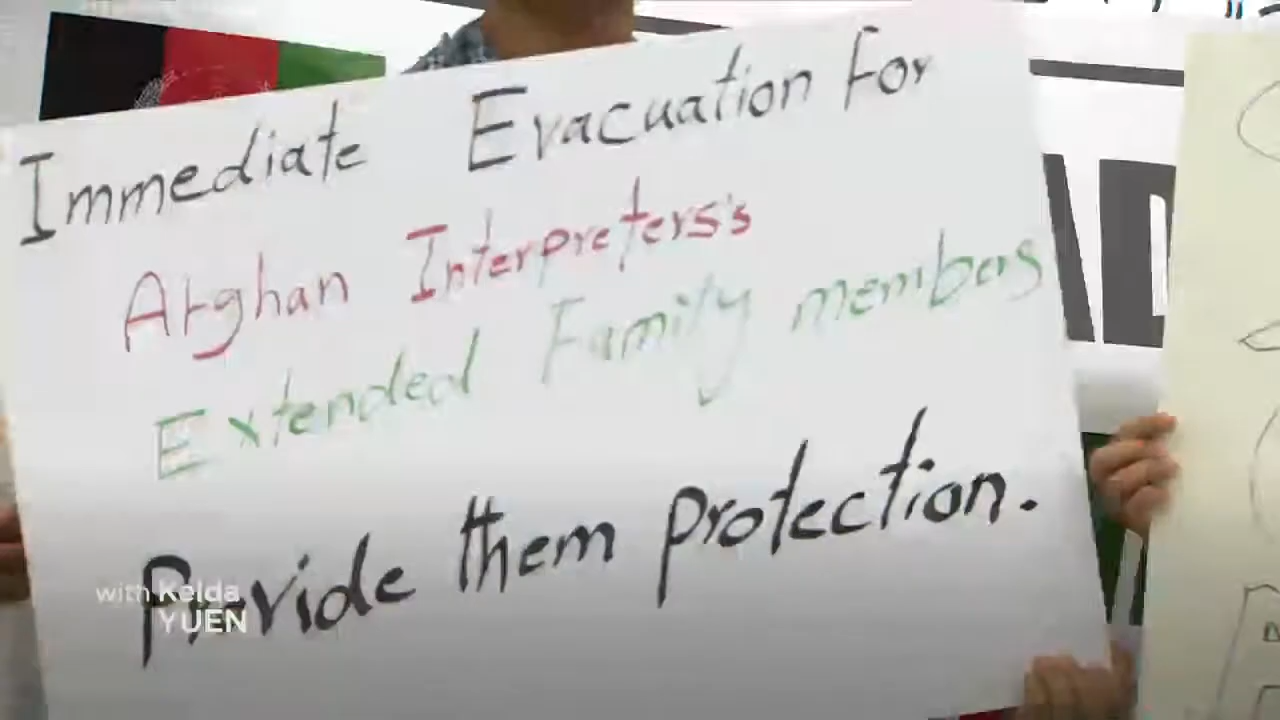 Immediate Evacuation For
Afghan Interpreters's
Extended Family members
Provide them protection.
with Kelda
YUEN